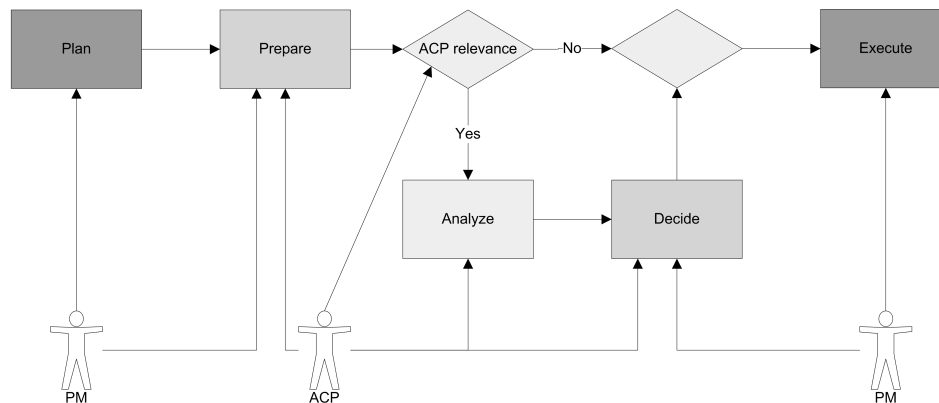 Plan
Prepare
ACP relevance
No
Execute
Yes
Analyze
Decide
PM
ACP
PM